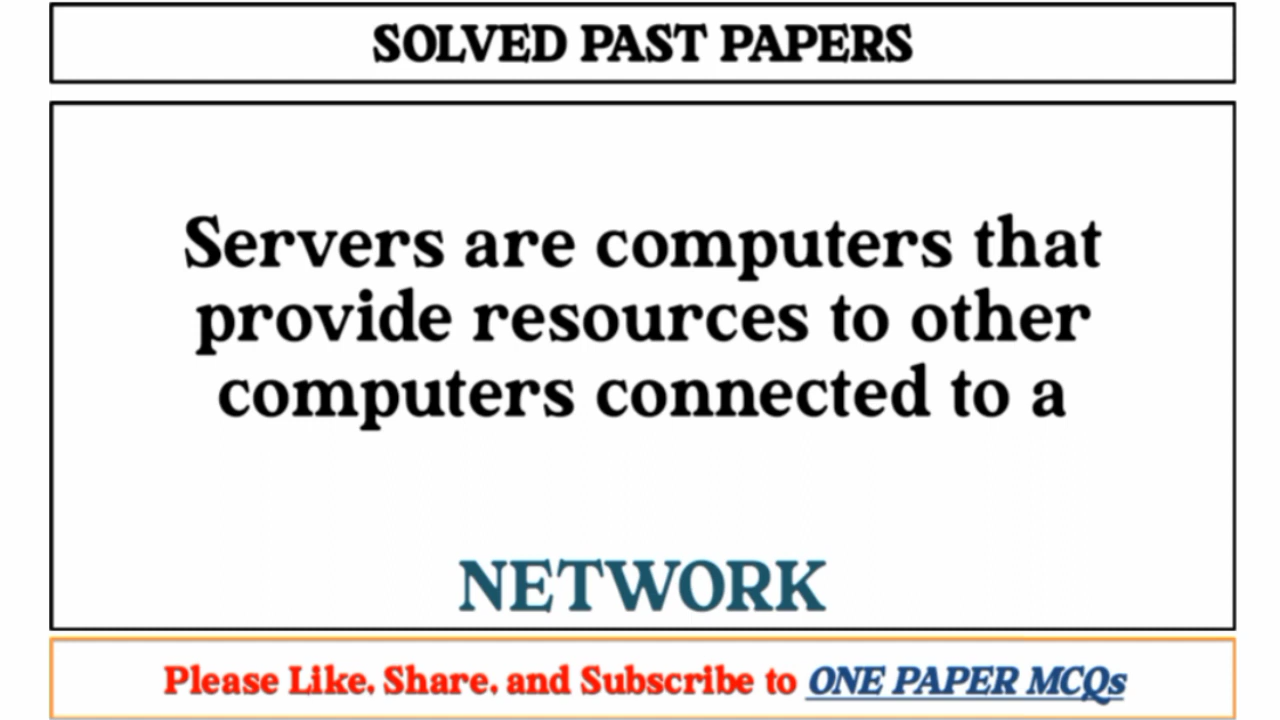 SOLVED PAST PAPERS
Servers are computers that
provide resources to other
computers connected to a
NETWORK
Please Like, Share, and Subscribe to ONE PAPER MCQs